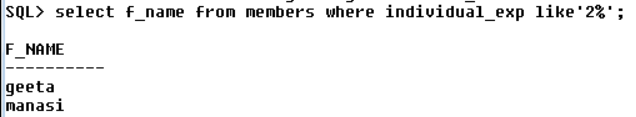 SQL> select f_name from members where individual_exp like'2%';
F_NAME
----------
geeta
manasi